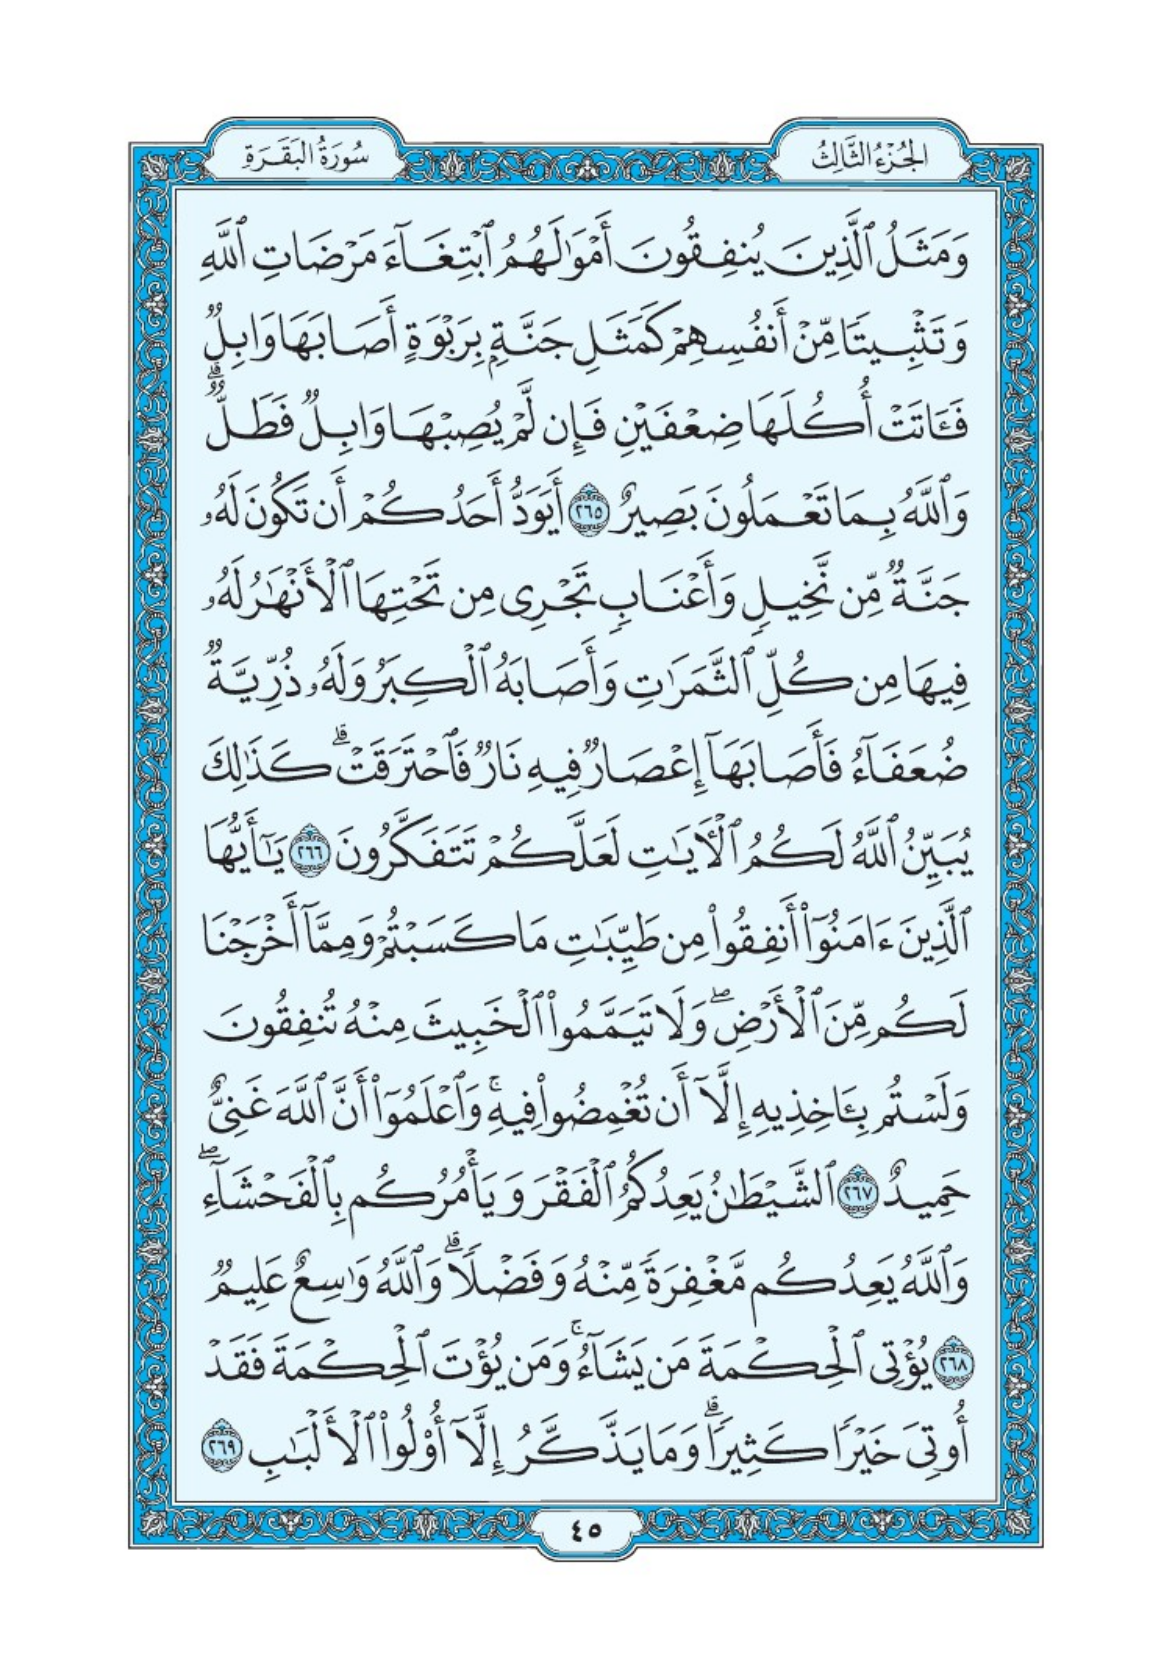 الجُزْءُ الثَّالِثُ
سُورَةُ البَقَرَةِ
وَمَثَلُ ٱلَّذِينَ يُنفِقُونَ أَمْوَٰلَهُمُ ٱبْتِغَآءَ مَرْضَاتِ ٱللَّهِ
وَتَثْبِيتًا مِّنْ أَنفُسِهِمْ كَمَثَلِ جَنَّةٍۭ بِرَبْوَةٍ أَصَابَهَا وَابِلٌ
فَـَٔاتَتْ أُكُلَهَا ضِعْفَيْنِ فَإِن لَّمْ يُصِبْهَا وَابِلٌ فَطَلٌّ ۗ
وَٱللَّهُ بِمَا تَعْمَلُونَ بَصِيرٌ ٢٦٥ أَيَوَدُّ أَحَدُكُمْ أَن تَكُونَ لَهُۥ
جَنَّةٌ مِّن نَّخِيلٍ وَأَعْنَابٍ تَجْرِى مِن تَحْتِهَا ٱلْأَنْهَٰرُ لَهُۥ
فِيهَا مِن كُلِّ ٱلثَّمَرَٰتِ وَأَصَابَهُ ٱلْكِبَرُ وَلَهُۥ ذُرِّيَّةٌ
ضُعَفَآءُ فَأَصَابَهَآ إِعْصَارٌ فِيهِ نَارٌ فَٱحْتَرَقَتْ ۗ كَذَٰلِكَ
يُبَيِّنُ ٱللَّهُ لَكُمُ ٱلْـَٔايَٰتِ لَعَلَّكُمْ تَتَفَكَّرُونَ ٢٦٦ يَٰٓأَيُّهَا
ٱلَّذِينَ ءَامَنُوٓا۟ أَنفِقُوا۟ مِن طَيِّبَٰتِ مَا كَسَبْتُمْ وَمِمَّآ أَخْرَجْنَا
لَكُم مِّنَ ٱلْأَرْضِ ۖ وَلَا تَيَمَّمُوا۟ ٱلْخَبِيثَ مِنْهُ تُنفِقُونَ
وَلَسْتُم بِـَٔاخِذِيهِ إِلَّآ أَن تُغْمِضُوا۟ فِيهِ ۚ وَٱعْلَمُوٓا۟ أَنَّ ٱللَّهَ غَنِىٌّ
حَمِيدٌ ٢٦٧ ٱلشَّيْطَٰنُ يَعِدُكُمُ ٱلْفَقْرَ وَيَأْمُرُكُم بِٱلْفَحْشَآءِ ۖ
وَٱللَّهُ يَعِدُكُم مَّغْفِرَةً مِّنْهُ وَفَضْلًا ۗ وَٱللَّهُ وَٰسِعٌ عَلِيمٌ
٢٦٨ يُؤْتِى ٱلْحِكْمَةَ مَن يَشَآءُ ۚ وَمَن يُؤْتَ ٱلْحِكْمَةَ فَقَدْ
أُوتِىَ خَيْرًا كَثِيرًا ۗ وَمَا يَذَّكَّرُ إِلَّآ أُو۟لُوا۟ ٱلْأَلْبَٰبِ ٢٦٩
٤٥